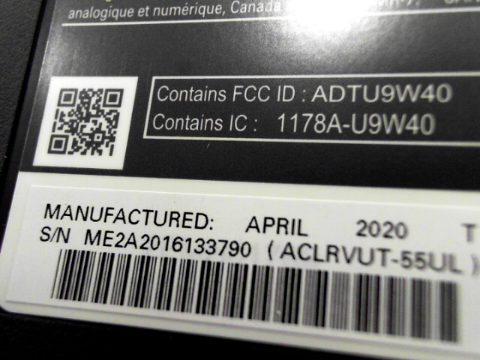 analogique et numérique, Canada
Contains FCC ID : ADTU9W40
Contains IC : 1178A-U9W40
MANUFACTURED: APRIL 2020 T
S/N ME2A2016133790 ( ACLRVUT-55UL )